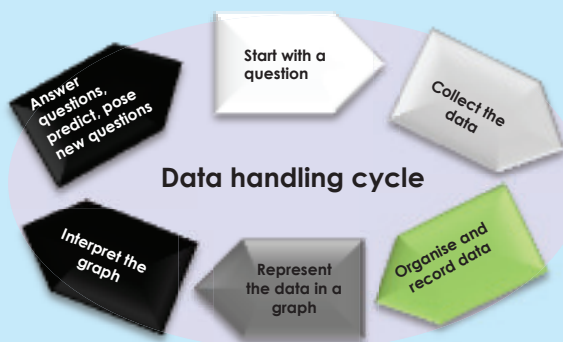 Start with a
question
Collect the
data
Organise and
record data
Represent
the data in a
graph
Interpret the
graph
Answer
questions,
predict, pose
new questions
Data handling cycle